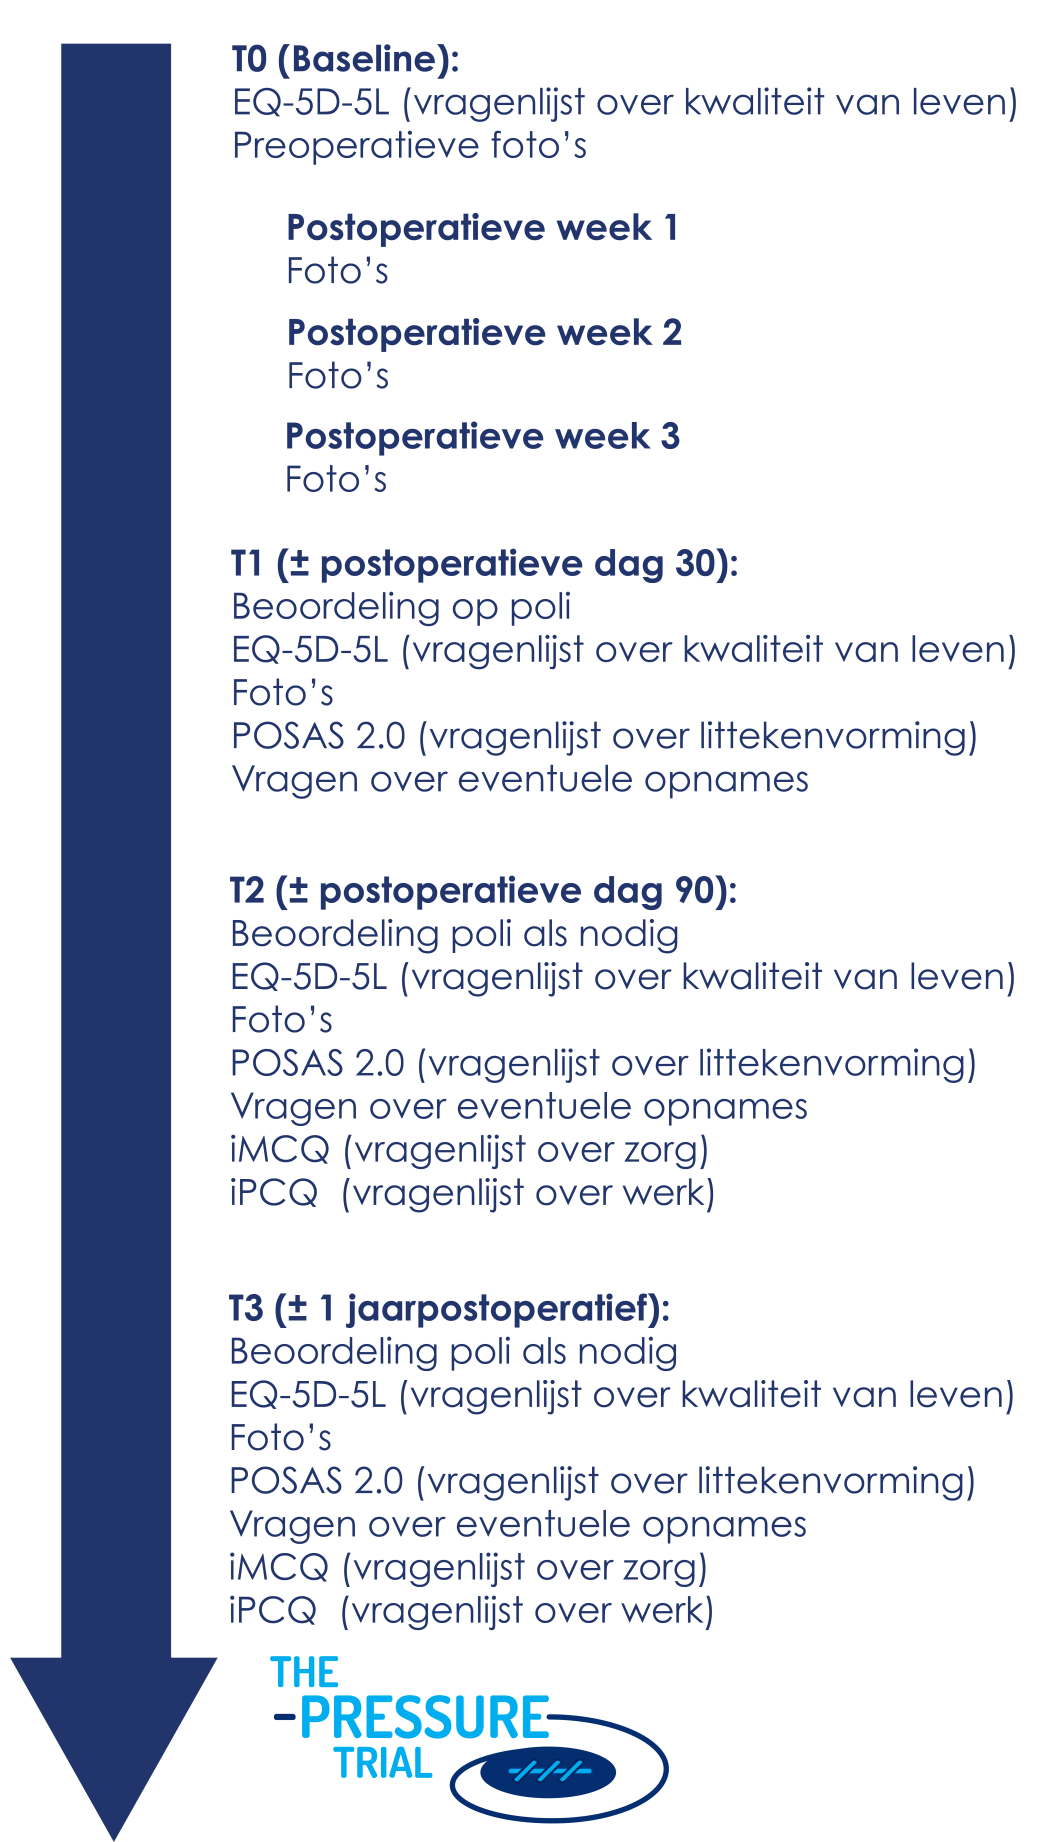 T0 (Baseline):
EQ-5D-5L (vragenlijst over kwaliteit van leven)
Preoperatieve foto’s
Postoperatieve week 1
Foto’s
Postoperatieve week 2
Foto’s
Postoperatieve week 3
Foto’s
T1 (± postoperatieve dag 30):
Beoordeling op poli
EQ-5D-5L (vragenlijst over kwaliteit van leven)
Foto’s
POSAS 2.0 (vragenlijst over littekenvorming)
Vragen over eventuele opnames
T2 (± postoperatieve dag 90):
Beoordeling poli als nodig
EQ-5D-5L (vragenlijst over kwaliteit van leven)
Foto’s
POSAS 2.0 (vragenlijst over littekenvorming)
Vragen over eventuele opnames
iMCQ (vragenlijst over zorg)
iPCQ  (vragenlijst over werk)
T3 (± 1 jaarpostoperatief):
Beoordeling poli als nodig
EQ-5D-5L (vragenlijst over kwaliteit van leven)
Foto’s
POSAS 2.0 (vragenlijst over littekenvorming)
Vragen over eventuele opnames
iMCQ (vragenlijst over zorg)
iPCQ  (vragenlijst over werk)
THE
-PRESSURE
TRIAL